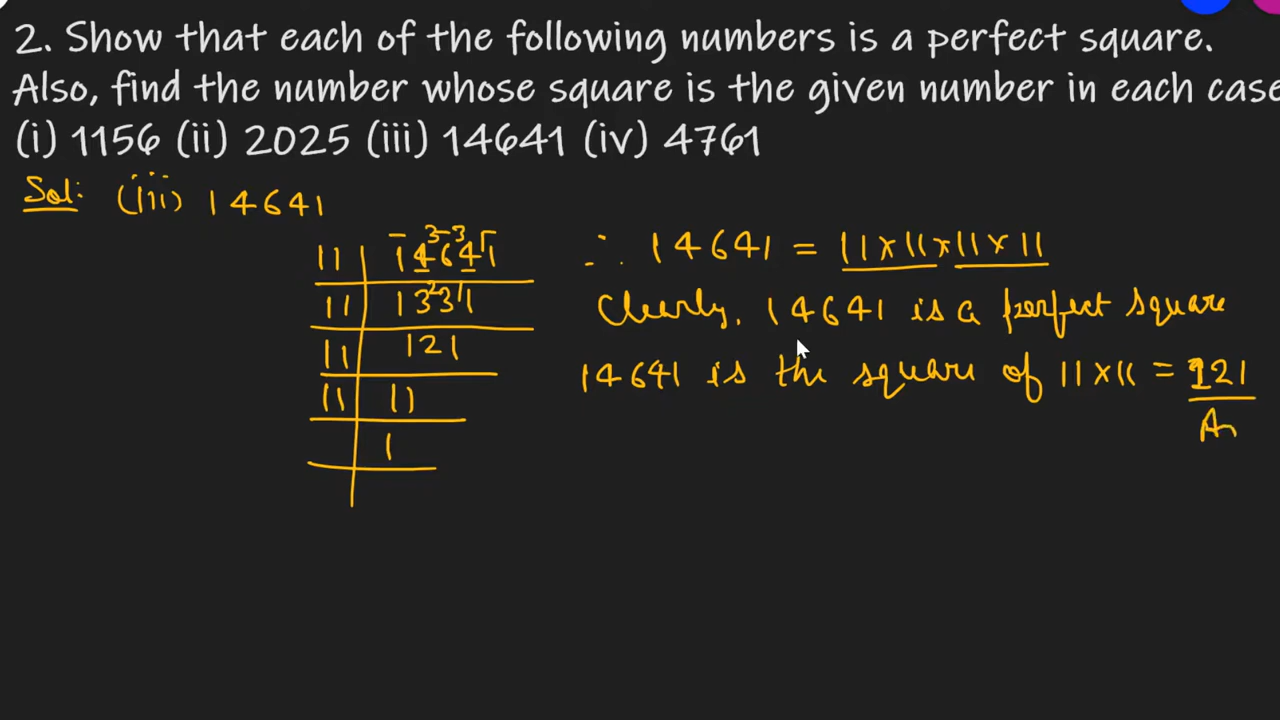 2. Show that each of the following numbers is a perfect square.
Also, find the number whose square is the given number in each case
(i) 1156 (ii) 2025 (iii) 14641 (iv) 4761
Sol: (iii) 14641
11 | 14641
11 | 1331
11 | 121
11 | 11
1
∴ 14641 = 11×11×11×11
Clearly, 14641 is a perfect square
14641 is the square of 11×11 = 121